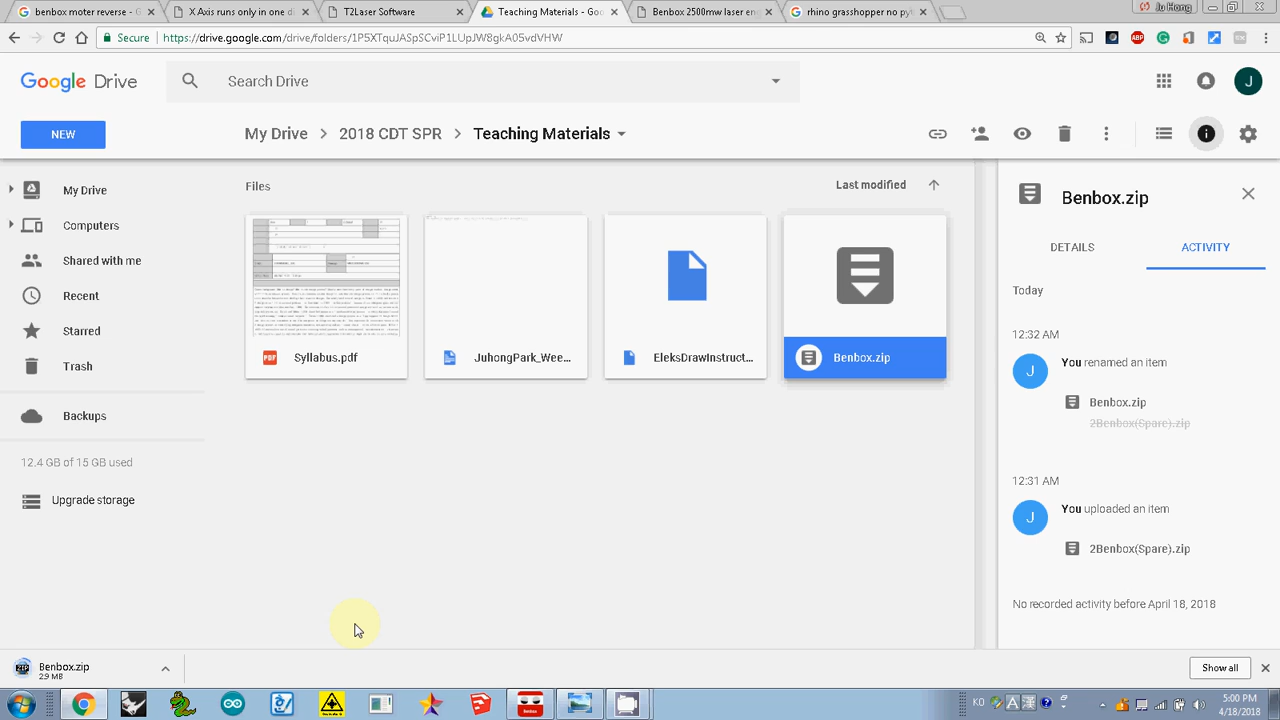 benbox moter reverse - G
X Axis runs only in one di
T2Laser Software
Teaching Materials - Goo
Benbox 2500mw laser eng
rhino grasshopper no pyt
Ju Hong
Secure
https://drive.google.com/drive/folders/1P5XTquJASpSCviP1LUpJW8gkA05vdVHW
Google Drive
Search Drive
NEW
My Drive > 2018 CDT SPR > Teaching Materials
My Drive
Computers
Shared with me
Recent
Starred
Trash
Backups
12.4 GB of 15 GB used
Upgrade storage
Files
Last modified
Syllabus.pdf
JuhongPark_Wee...
EleksDrawInstruct...
Benbox.zip
Benbox.zip
DETAILS
ACTIVITY
Today
12:32 AM
You renamed an item
Benbox.zip
2Benbox(Spare).zip
12:31 AM
You uploaded an item
2Benbox(Spare).zip
No recorded activity before April 18, 2018
Benbox.zip
2.9 MB
Show all
KO
5:00 PM
4/18/2018